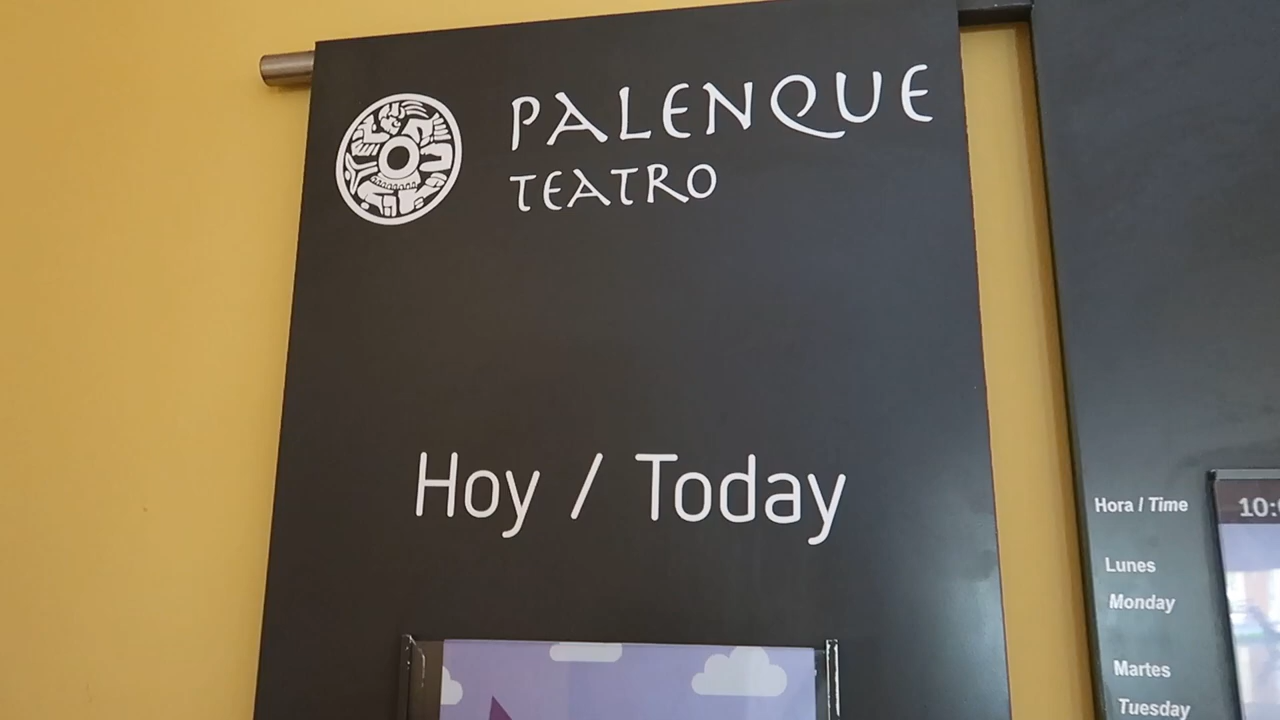 PALENQUE
TEATRO
Hoy / Today
Hora / Time
Lunes
Monday
Martes
Tuesday